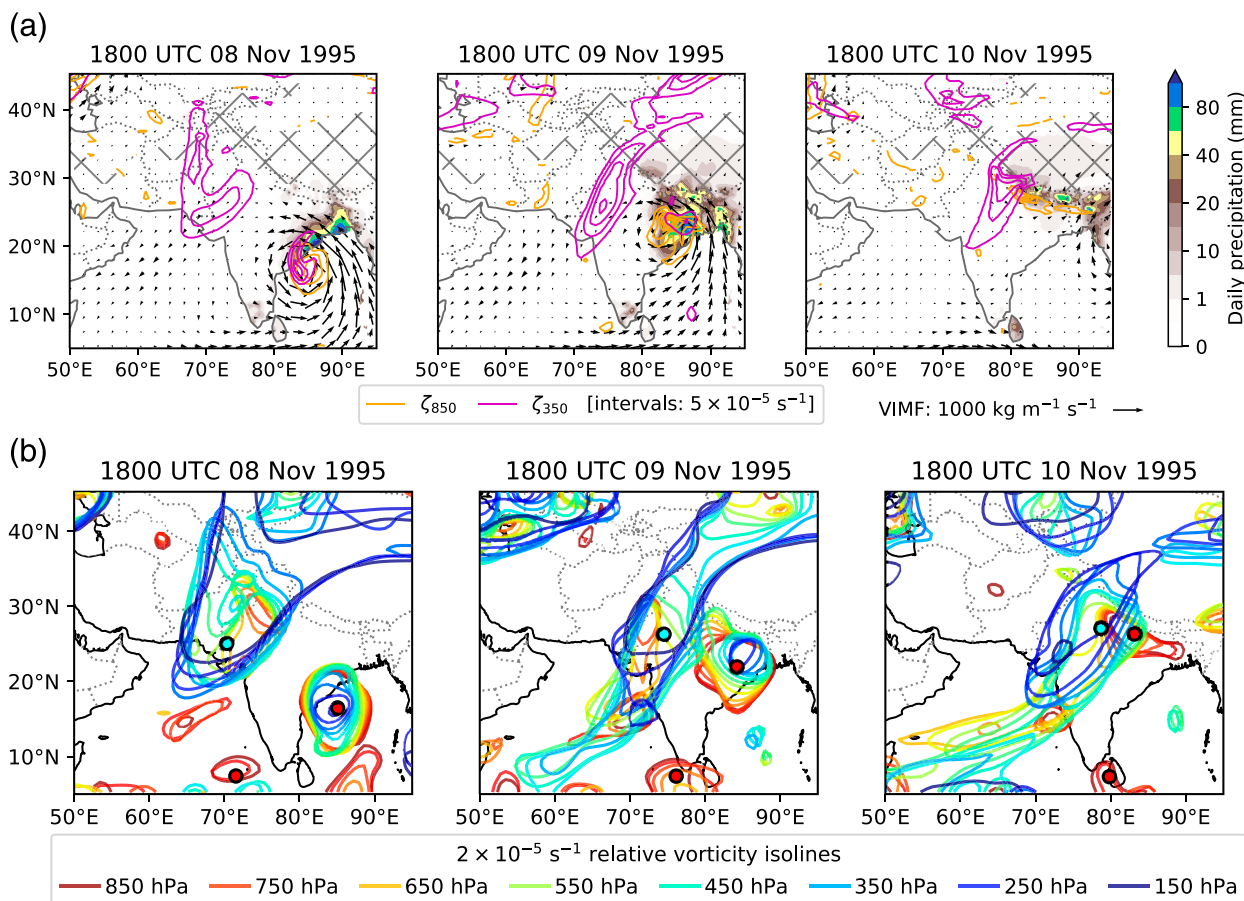 (a)
1800 UTC 08 Nov 1995
1800 UTC 09 Nov 1995
1800 UTC 10 Nov 1995
40°N
30°N
20°N
10°N
50°E 60°E 70°E 80°E 90°E
50°E 60°E 70°E 80°E 90°E
50°E 60°E 70°E 80°E 90°E
80
40
20
10
1
0
Daily precipitation (mm)
ζ850 ζ350 [intervals: 5 × 10⁻⁵ s⁻¹]
VIMF: 1000 kg m⁻¹ s⁻¹
(b)
1800 UTC 08 Nov 1995
1800 UTC 09 Nov 1995
1800 UTC 10 Nov 1995
40°N
30°N
20°N
10°N
50°E 60°E 70°E 80°E 90°E
50°E 60°E 70°E 80°E 90°E
50°E 60°E 70°E 80°E 90°E
2 × 10⁻⁵ s⁻¹ relative vorticity isolines
850 hPa 750 hPa 650 hPa 550 hPa 450 hPa 350 hPa 250 hPa 150 hPa